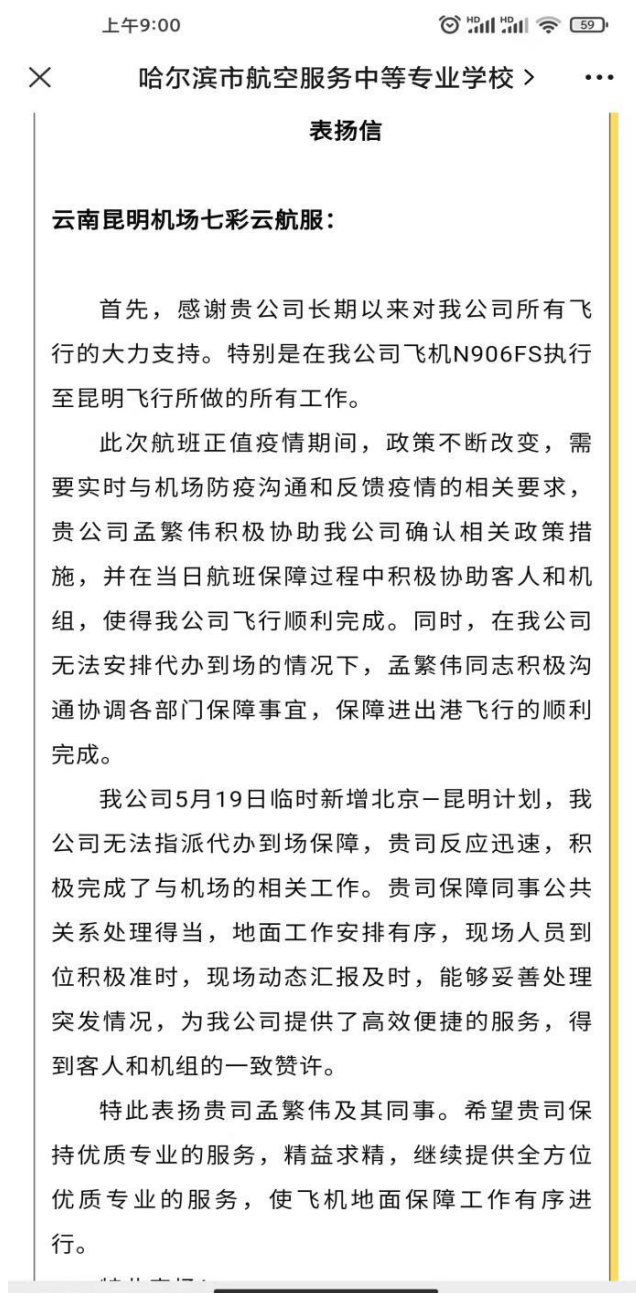 上午9:00
HD HD 59
哈尔滨市航空服务中等专业学校 >
表扬信
云南昆明机场七彩云航服：
首先，感谢贵公司长期以来对我公司所有飞
行的大力支持。特别是在我公司飞机N906FS执行
至昆明飞行所做的所有工作。
此次航班正值疫情期间，政策不断改变，需
要实时与机场防疫沟通和反馈疫情的相关要求，
贵公司孟繁伟积极协助我公司确认相关政策措
施，并在当日航班保障过程中积极协助客人和机
组，使得我公司飞行顺利完成。同时，在我公司
无法安排代办到场的情况下，孟繁伟同志积极沟
通协调各部门保障事宜，保障进出港飞行的顺利
完成。
我公司5月19日临时新增北京—昆明计划，我
公司无法指派代办到场保障，贵司反应迅速，积
极完成了与机场的相关工作。贵司保障同事公共
关系处理得当，地面工作安排有序，现场人员到
位积极准时，现场动态汇报及时，能够妥善处理
突发情况，为我公司提供了高效便捷的服务，得
到客人和机组的一致赞许。
特此表扬贵司孟繁伟及其同事。希望贵司保
持优质专业的服务，精益求精，继续提供全方位
优质专业的服务，使飞机地面保障工作有序进
行。